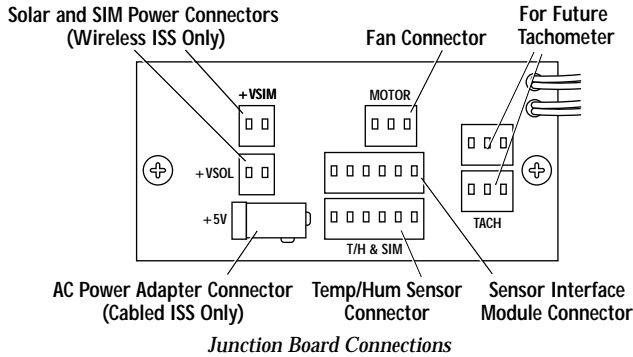 Solar and SIM Power Connectors
(Wireless ISS Only)
Fan Connector
For Future
Tachometer
+VSIM
MOTOR
+VSOL
+5V
T/H & SIM
TACH
AC Power Adapter Connector
(Cabled ISS Only)
Temp/Hum Sensor
Connector
Sensor Interface
Module Connector
Junction Board Connections